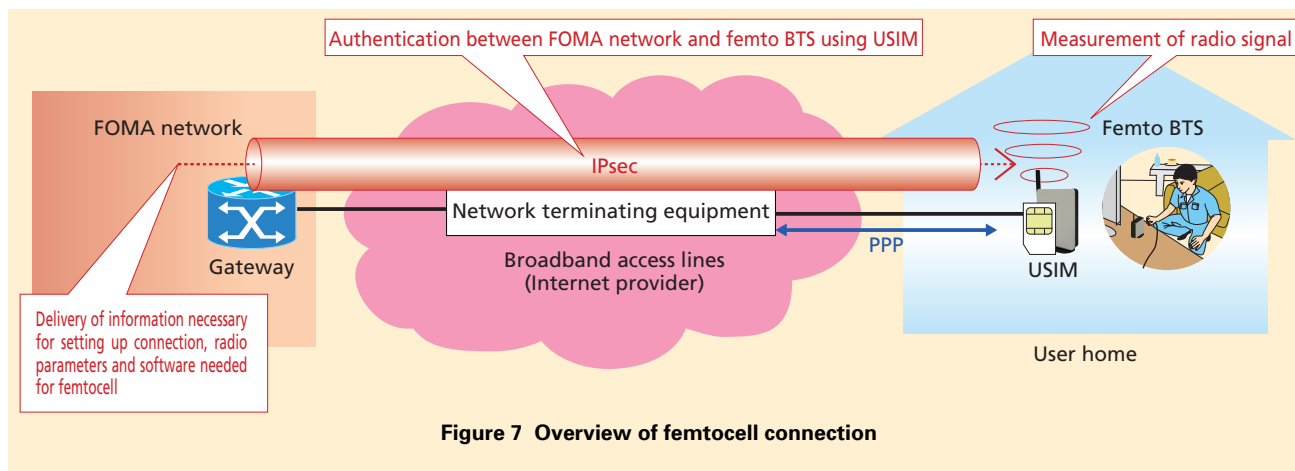 Authentication between FOMA network and femto BTS using USIM
Measurement of radio signal
FOMA network
Femto BTS
IPsec
Network terminating equipment
PPP
Gateway
Broadband access lines
(Internet provider)
USIM
Delivery of information necessary
for setting up connection, radio
parameters and software needed
for femtocell
User home
Figure 7 Overview of femtocell connection